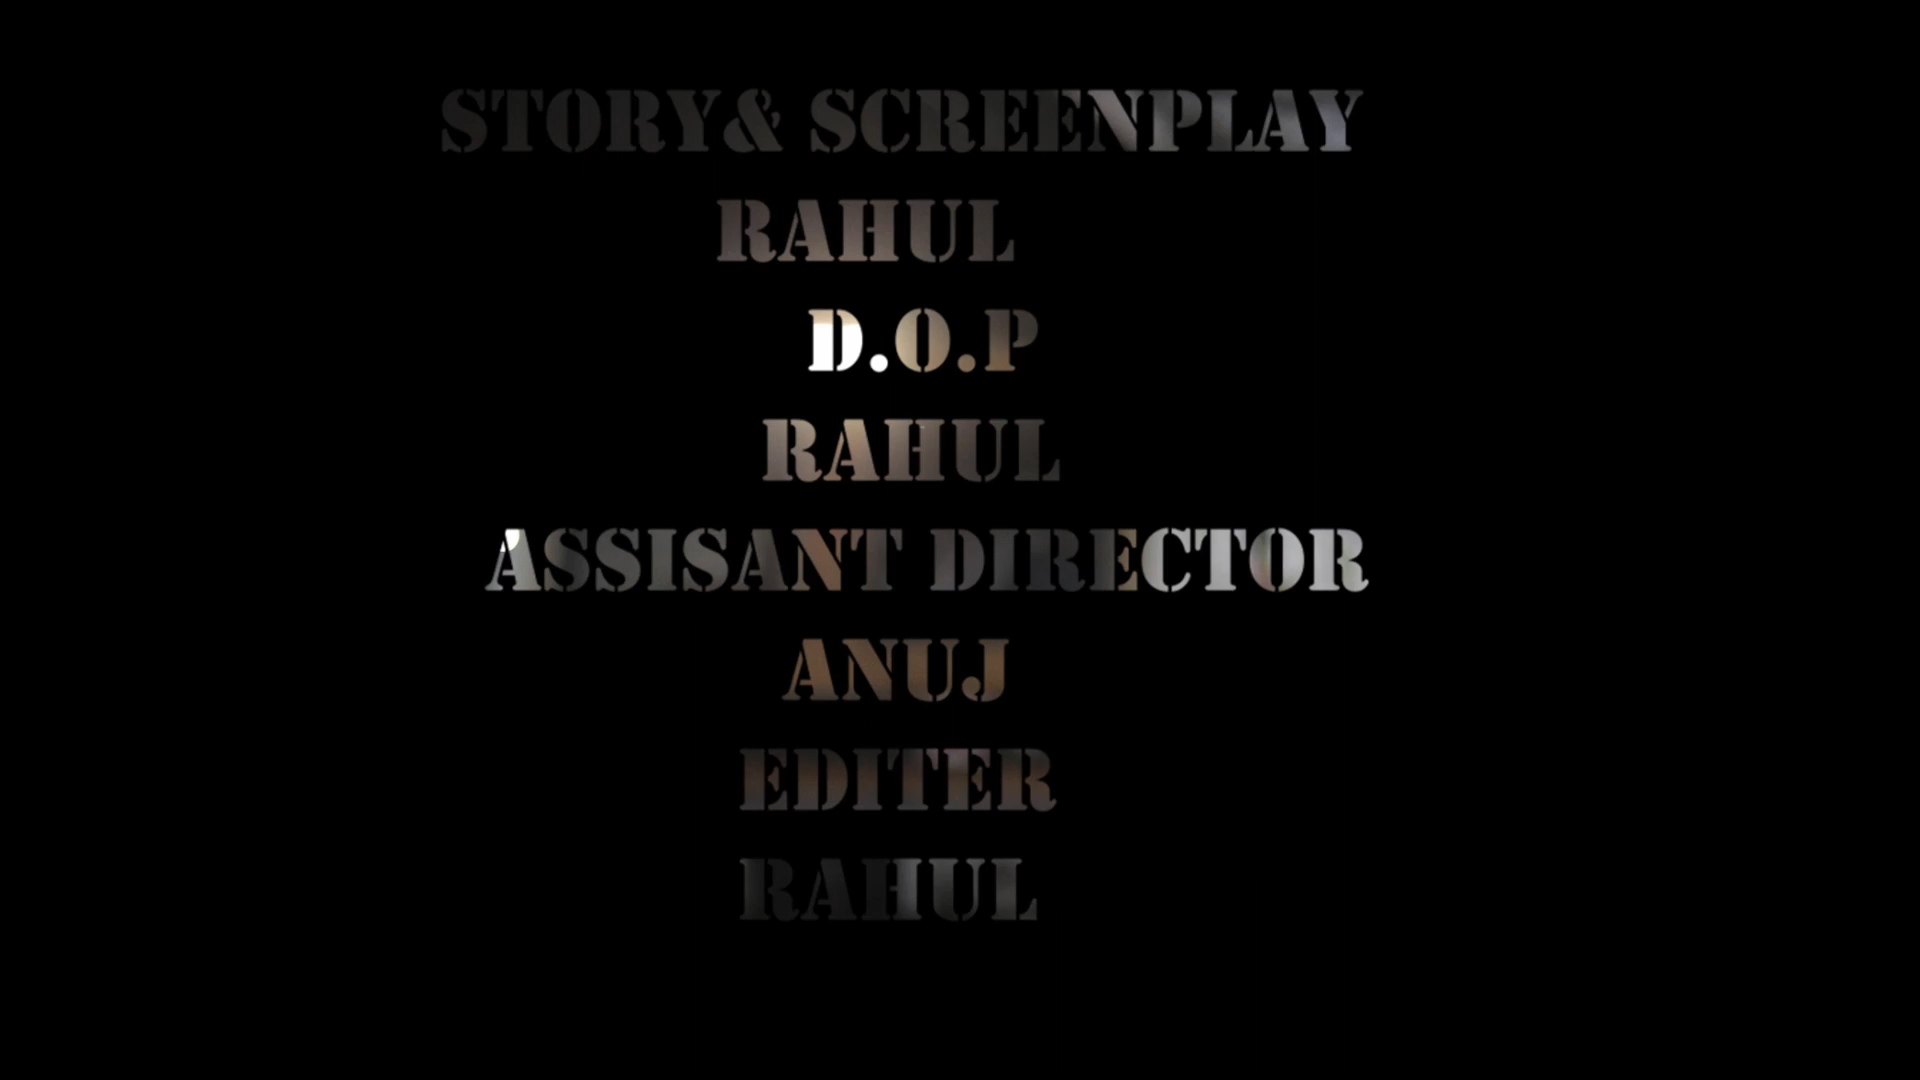 STORY& SCREENPLAY
RAHUL
D.O.P
RAHUL
ASSISANT DIRECTOR
ANUJ
EDITER
RAHUL